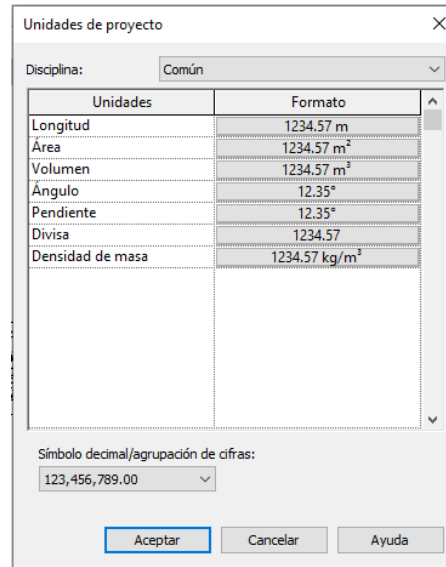 Unidades de proyecto
Disciplina: Común
Unidades Formato
Longitud 1234.57 m
Área 1234.57 m²
Volumen 1234.57 m³
Ángulo 12.35°
Pendiente 12.35°
Divisa 1234.57
Densidad de masa 1234.57 kg/m³
Símbolo decimal/agrupación de cifras:
123,456,789.00
Aceptar Cancelar Ayuda